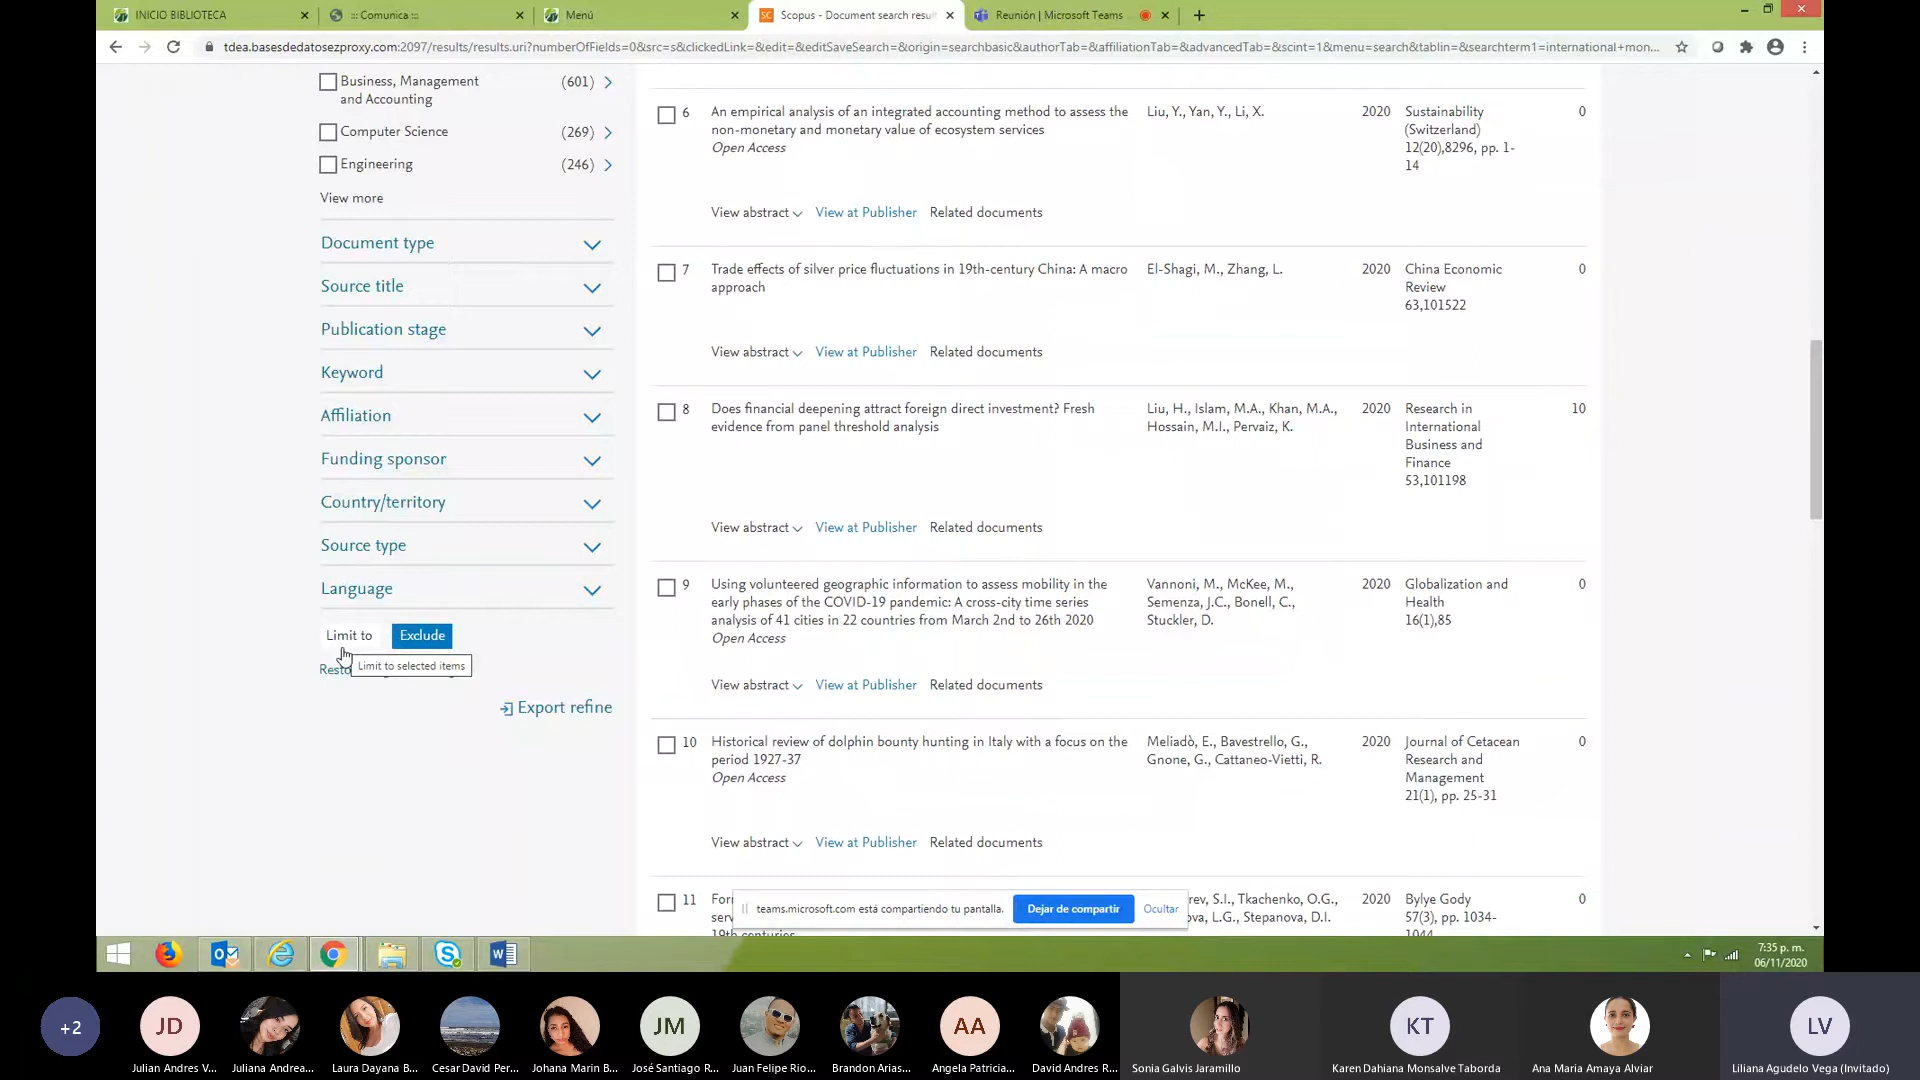 INICIO BIBLIOTECA
::: Comunica :::
Menú
Scopus - Document search resul
Reunión | Microsoft Teams
tdea.basesdedatosezproxy.com:2097/results/results.uri?numberOfFields=0&src=s&clickedLink=&edit=&editSaveSearch=&origin=searchbasic&authorTab=&affiliationTab=&advancedTab=&scint=1&menu=search&tablin=&searchterm1=international+mon...
Business, Management
and Accounting
(601)
Computer Science (269)
Engineering (246)
View more
Document type
Source title
Publication stage
Keyword
Affiliation
Funding sponsor
Country/territory
Source type
Language
Limit to Exclude
Limit to selected items
Export refine
6 An empirical analysis of an integrated accounting method to assess the
non-monetary and monetary value of ecosystem services
Open Access
Liu, Y., Yan, Y., Li, X.
2020
Sustainability
(Switzerland)
12(20),8296, pp. 1-
14
0
View abstract View at Publisher Related documents
7 Trade effects of silver price fluctuations in 19th-century China: A macro
approach
El-Shagi, M., Zhang, L.
2020
China Economic
Review
63,101522
0
View abstract View at Publisher Related documents
8 Does financial deepening attract foreign direct investment? Fresh
evidence from panel threshold analysis
Liu, H., Islam, M.A., Khan, M.A.,
Hossain, M.I., Pervaiz, K.
2020
Research in
International
Business and
Finance
53,101198
10
View abstract View at Publisher Related documents
9 Using volunteered geographic information to assess mobility in the
early phases of the COVID-19 pandemic: A cross-city time series
analysis of 41 cities in 22 countries from March 2nd to 26th 2020
Open Access
Vannoni, M., McKee, M.,
Semenza, J.C., Bonell, C.,
Stuckler, D.
2020
Globalization and
Health
16(1),85
0
View abstract View at Publisher Related documents
10 Historical review of dolphin bounty hunting in Italy with a focus on the
period 1927-37
Open Access
Meliadò, E., Bavestrello, G.,
Gnone, G., Cattaneo-Vietti, R.
2020
Journal of Cetacean
Research and
Management
21(1), pp. 25-31
0
View abstract View at Publisher Related documents
11
rev, S.I., Tkachenko, O.G.,
ova, L.G., Stepanova, D.I.
2020
Bylye Gody
57(3), pp. 1034-
1044
0
19th centuries
teams.microsoft.com está compartiendo tu pantalla. Dejar de compartir Ocultar
7:35 p. m.
06/11/2020
+2
JD
JM
AA
KT
LV
Julian Andres V...
Juliana Andrea...
Laura Dayana B...
Cesar David Per...
Johana Marin B...
José Santiago R...
Juan Felipe Rio...
Brandon Arias...
Angela Patricia...
David Andres R...
Sonia Galvis Jaramillo
Karen Dahiana Monsalve Taborda
Ana Maria Amaya Alviar
Liliana Agudelo Vega (Invitado)